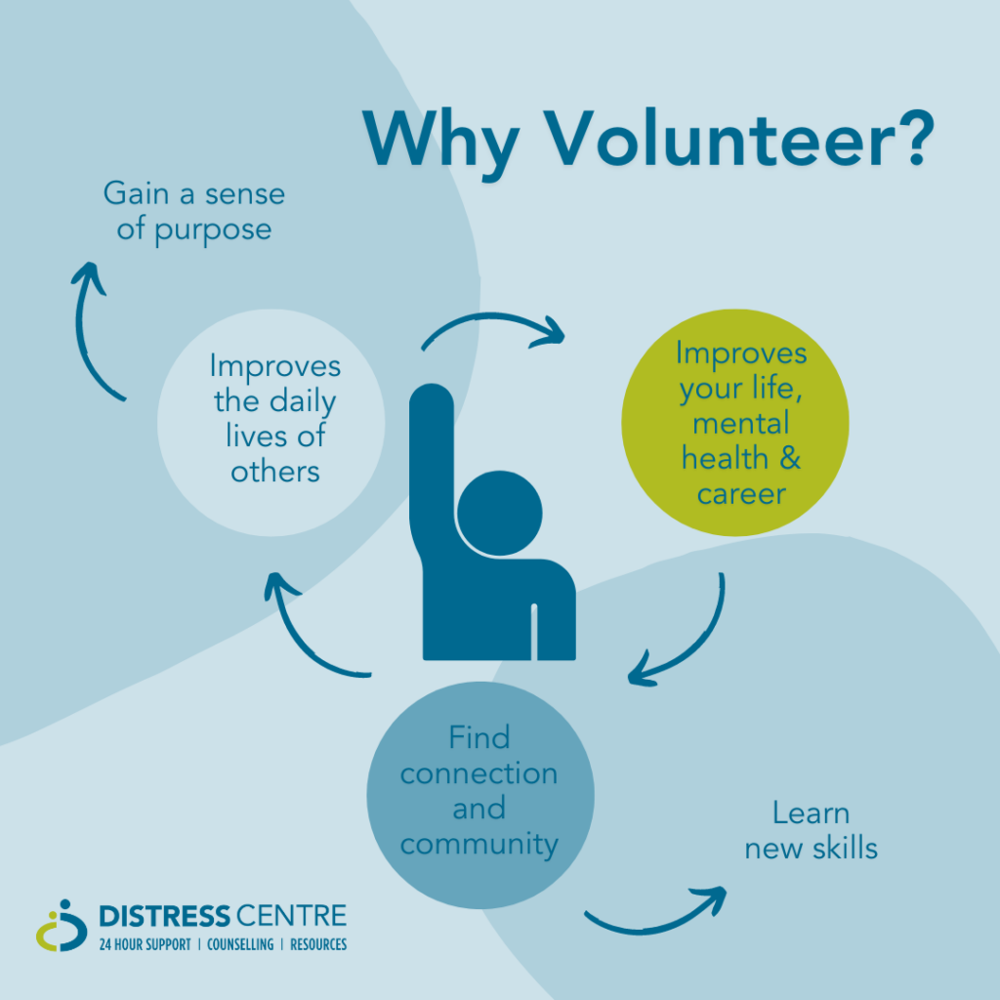 Why Volunteer?
Gain a sense
of purpose
Improves
the daily
lives of
others
Improves
your life,
mental
health &
career
Find
connection
and
community
Learn
new skills
DISTRESS CENTRE
24 HOUR SUPPORT | COUNSELLING | RESOURCES